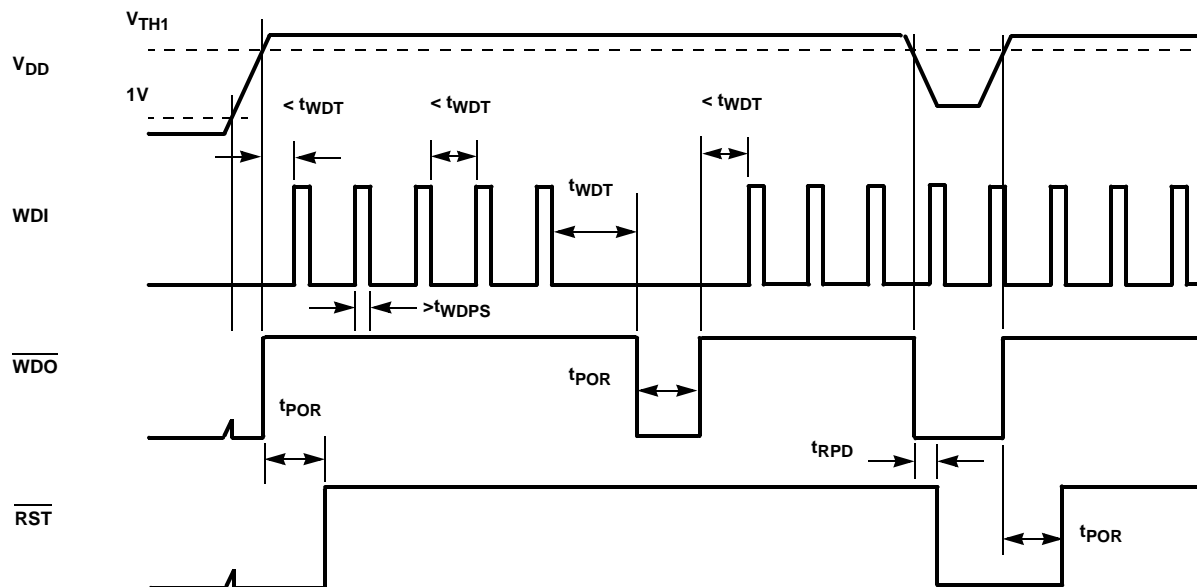 VTH1
VDD
1V
< tWDT
< tWDT
< tWDT
tWDT
WDI
>tWDPS
WDO
tPOR
tPOR
tRPD
RST
tPOR